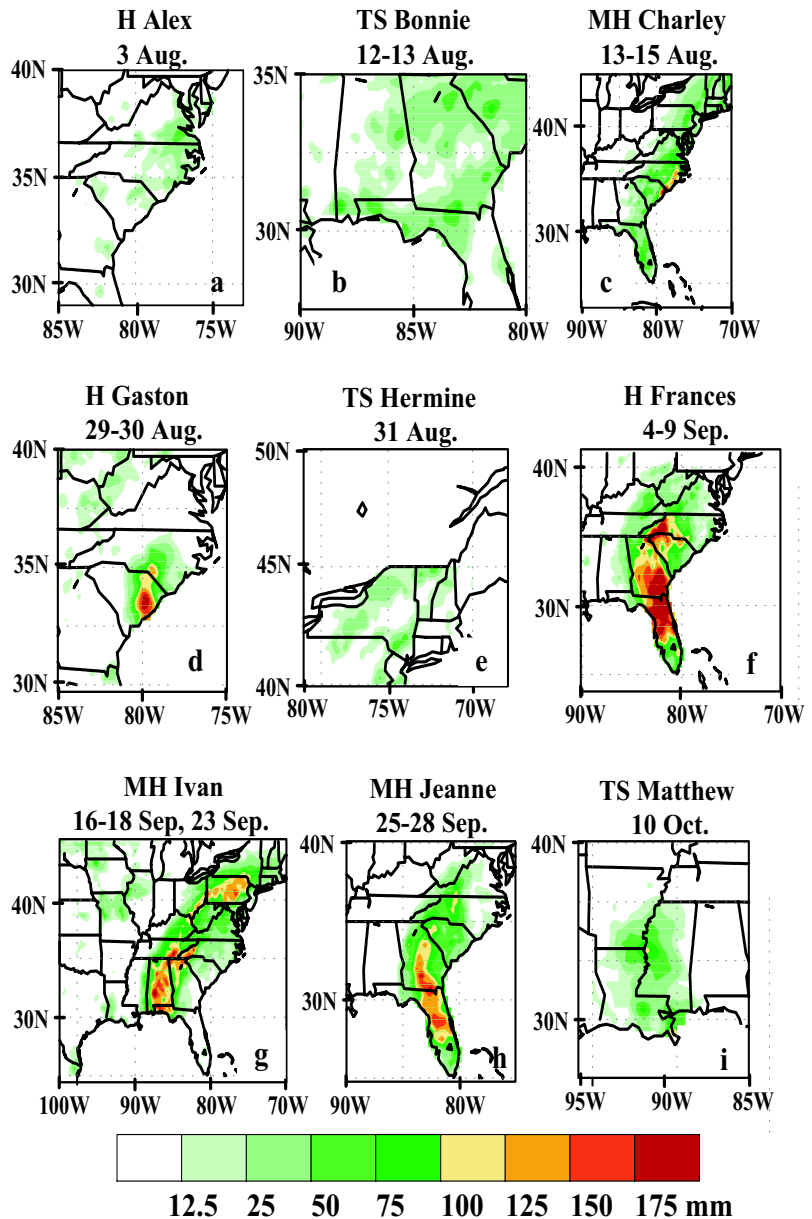 H Alex
3 Aug.
TS Bonnie
12-13 Aug.
MH Charley
13-15 Aug.
40N
35N
30N
85W
80W
75W
a
35N
30N
90W
85W
80W
b
40N
30N
90W
80W
70W
c
H Gaston
29-30 Aug.
TS Hermine
31 Aug.
H Frances
4-9 Sep.
40N
35N
30N
85W
80W
75W
d
50N
45N
40N
80W
75W
70W
e
40N
30N
90W
80W
70W
f
MH Ivan
16-18 Sep, 23 Sep.
MH Jeanne
25-28 Sep.
TS Matthew
10 Oct.
40N
30N
100W
90W
80W
70W
g
40N
30N
90W
80W
h
40N
30N
95W
90W
85W
i
12.5 25 50 75 100 125 150 175 mm